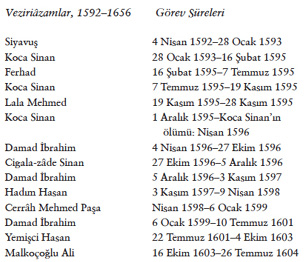 Veziriâzamlar, 1592–1656 Görev Süreleri
Siyavuş 4 Nisan 1592–28 Ocak 1593
Koca Sinan 28 Ocak 1593–16 Şubat 1595
Ferhad 16 Şubat 1595–7 Temmuz 1595
Koca Sinan 7 Temmuz 1595–19 Kasım 1595
Lala Mehmed 19 Kasım 1595–28 Kasım 1595
Koca Sinan 1 Aralık 1595–Koca Sinan'ın
ölümü: Nisan 1596
Damad İbrahim 4 Nisan 1596–27 Ekim 1596
Cigala-zâde Sinan 27 Ekim 1596–5 Aralık 1596
Damad İbrahim 5 Aralık 1596–3 Kasım 1597
Hadım Hasan 3 Kasım 1597–9 Nisan 1598
Cerrâh Mehmed Paşa Nisan 1598–6 Ocak 1599
Damad İbrahim 6 Ocak 1599–10 Temmuz 1601
Yemişci Hasan 22 Temmuz 1601–4 Ekim 1603
Malkoçoğlu Ali 16 Ekim 1603–26 Temmuz 1604